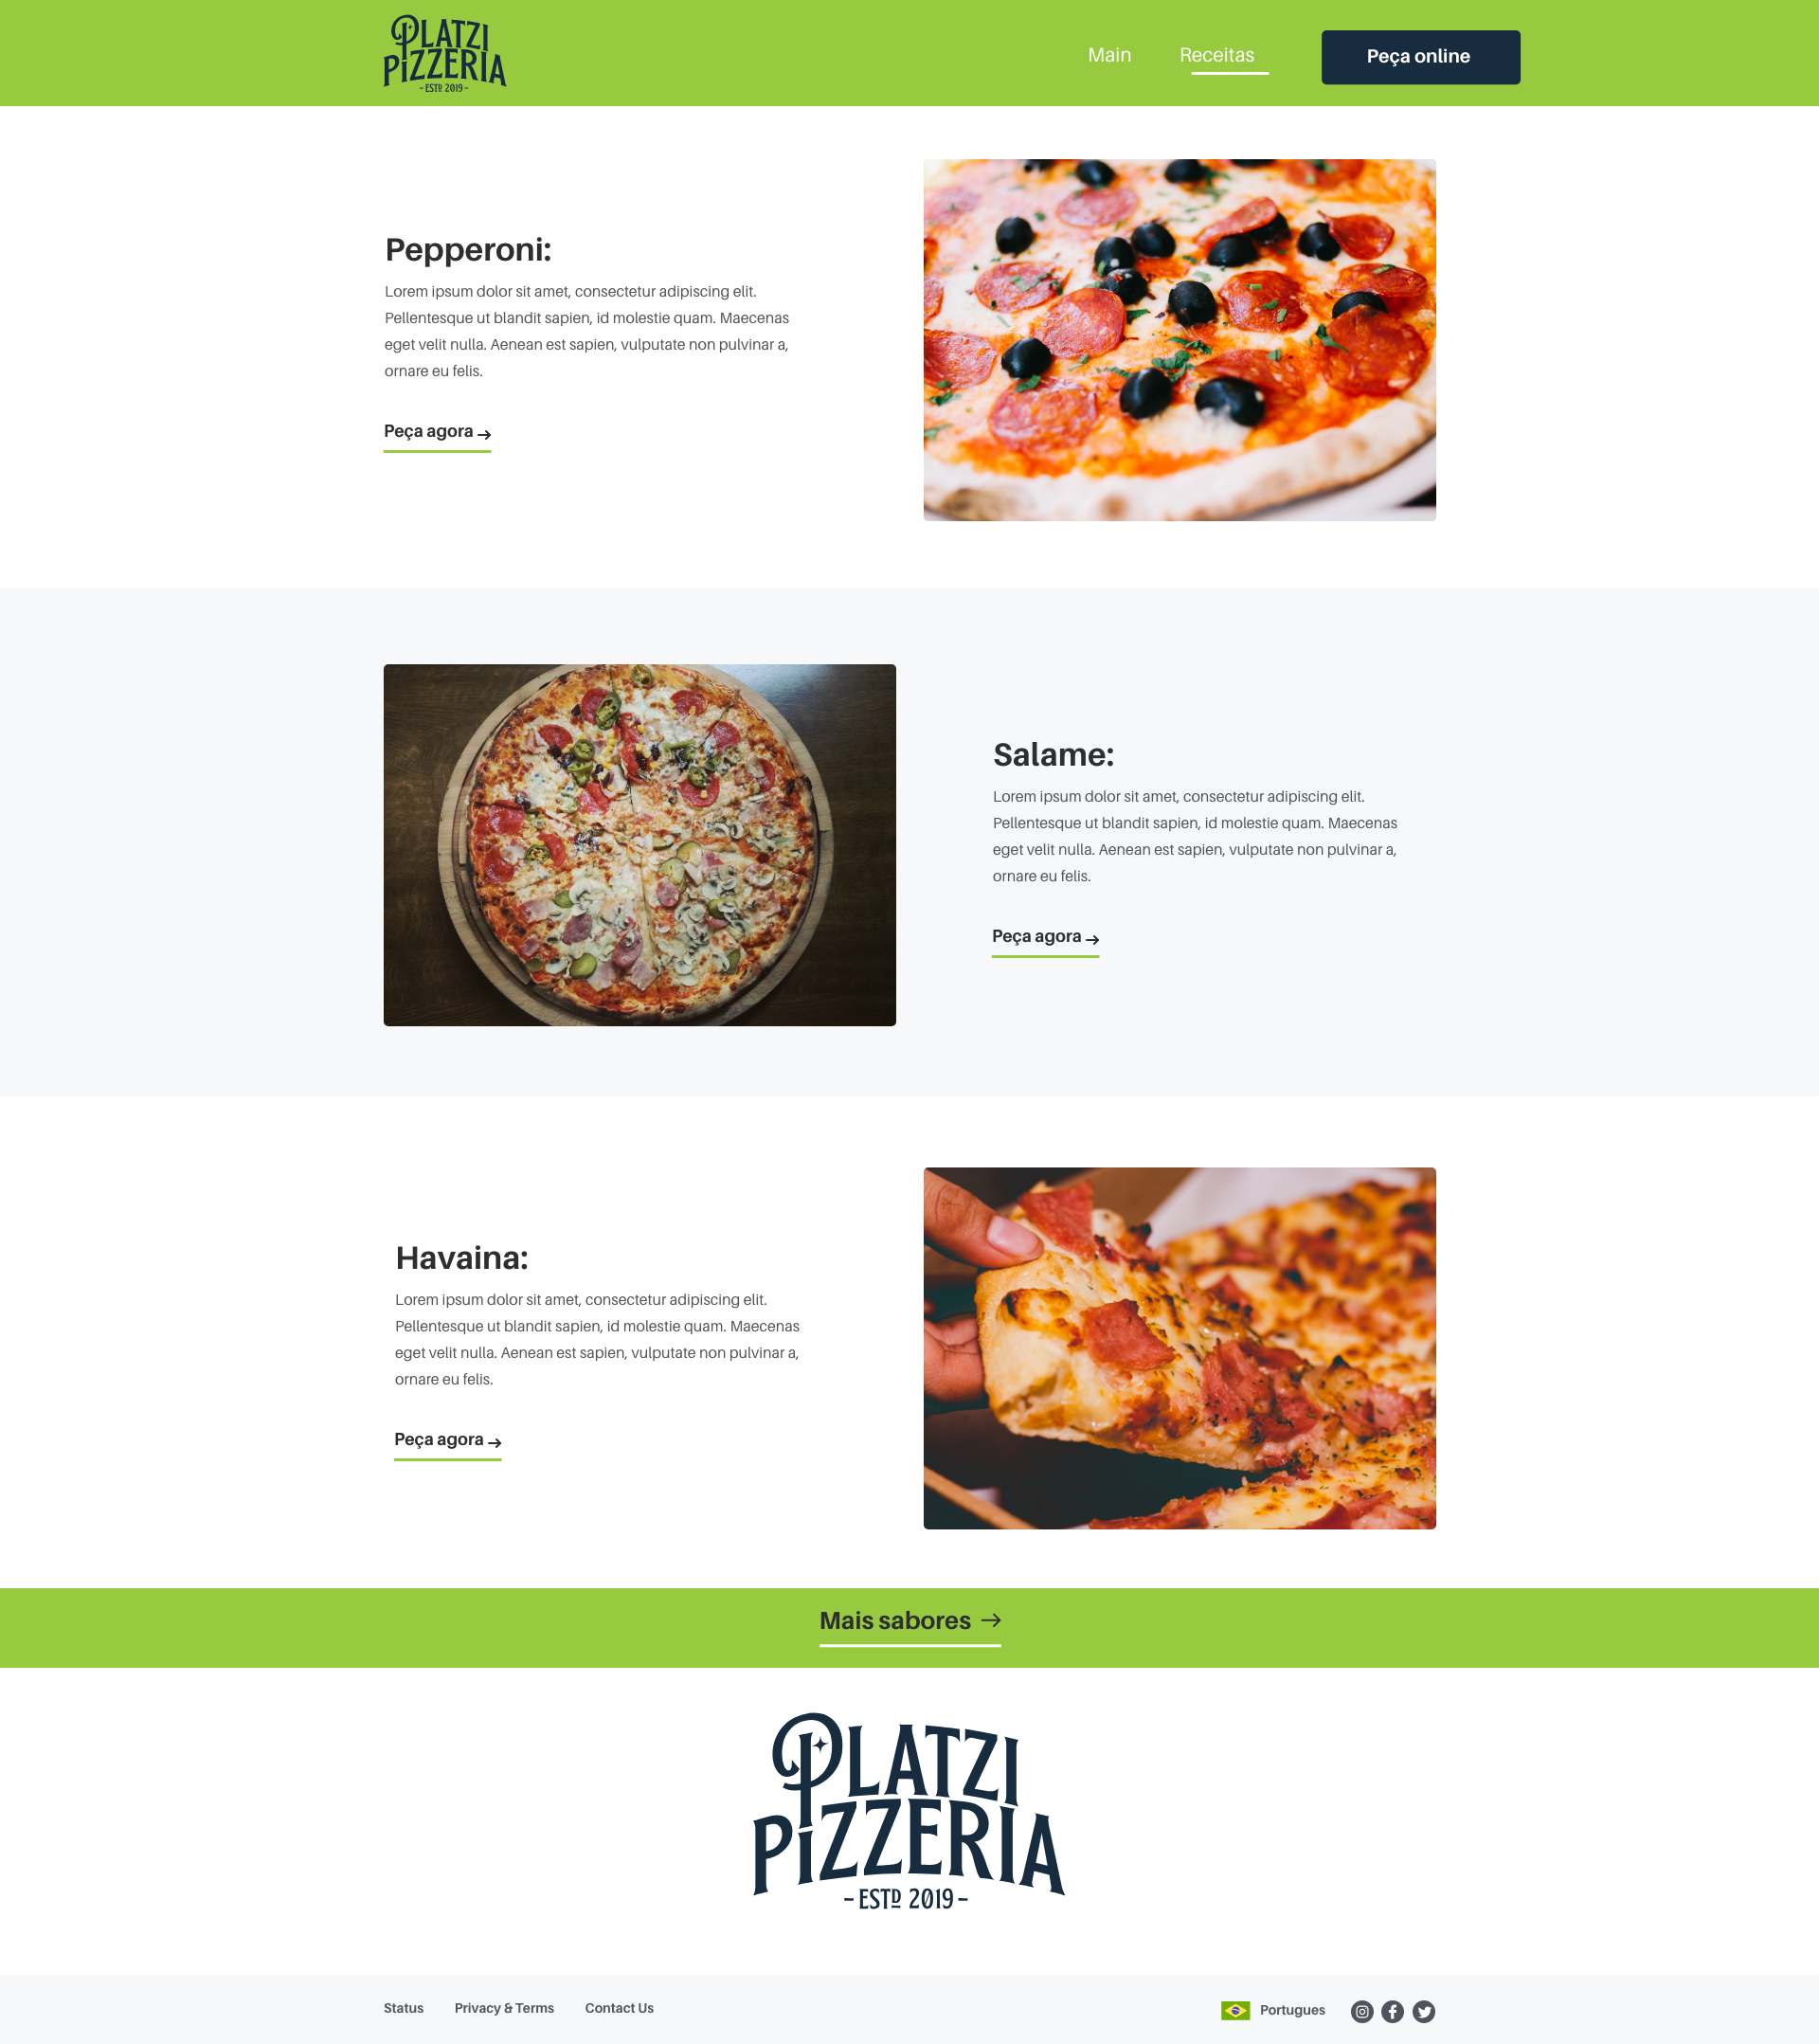 PLATZI
PIZZERIA
- ESTD 2019 -
Main
Receitas
Peça online
Pepperoni:
Lorem ipsum dolor sit amet, consectetur adipiscing elit.
Pellentesque ut blandit sapien, id molestie quam. Maecenas
eget velit nulla. Aenean est sapien, vulputate non pulvinar a,
ornare eu felis.
Peça agora →
Salame:
Lorem ipsum dolor sit amet, consectetur adipiscing elit.
Pellentesque ut blandit sapien, id molestie quam. Maecenas
eget velit nulla. Aenean est sapien, vulputate non pulvinar a,
ornare eu felis.
Peça agora →
Havaina:
Lorem ipsum dolor sit amet, consectetur adipiscing elit.
Pellentesque ut blandit sapien, id molestie quam. Maecenas
eget velit nulla. Aenean est sapien, vulputate non pulvinar a,
ornare eu felis.
Peça agora →
Mais sabores →
PLATZI
PIZZERIA
- ESTD 2019 -
Status
Privacy & Terms
Contact Us
Portugues